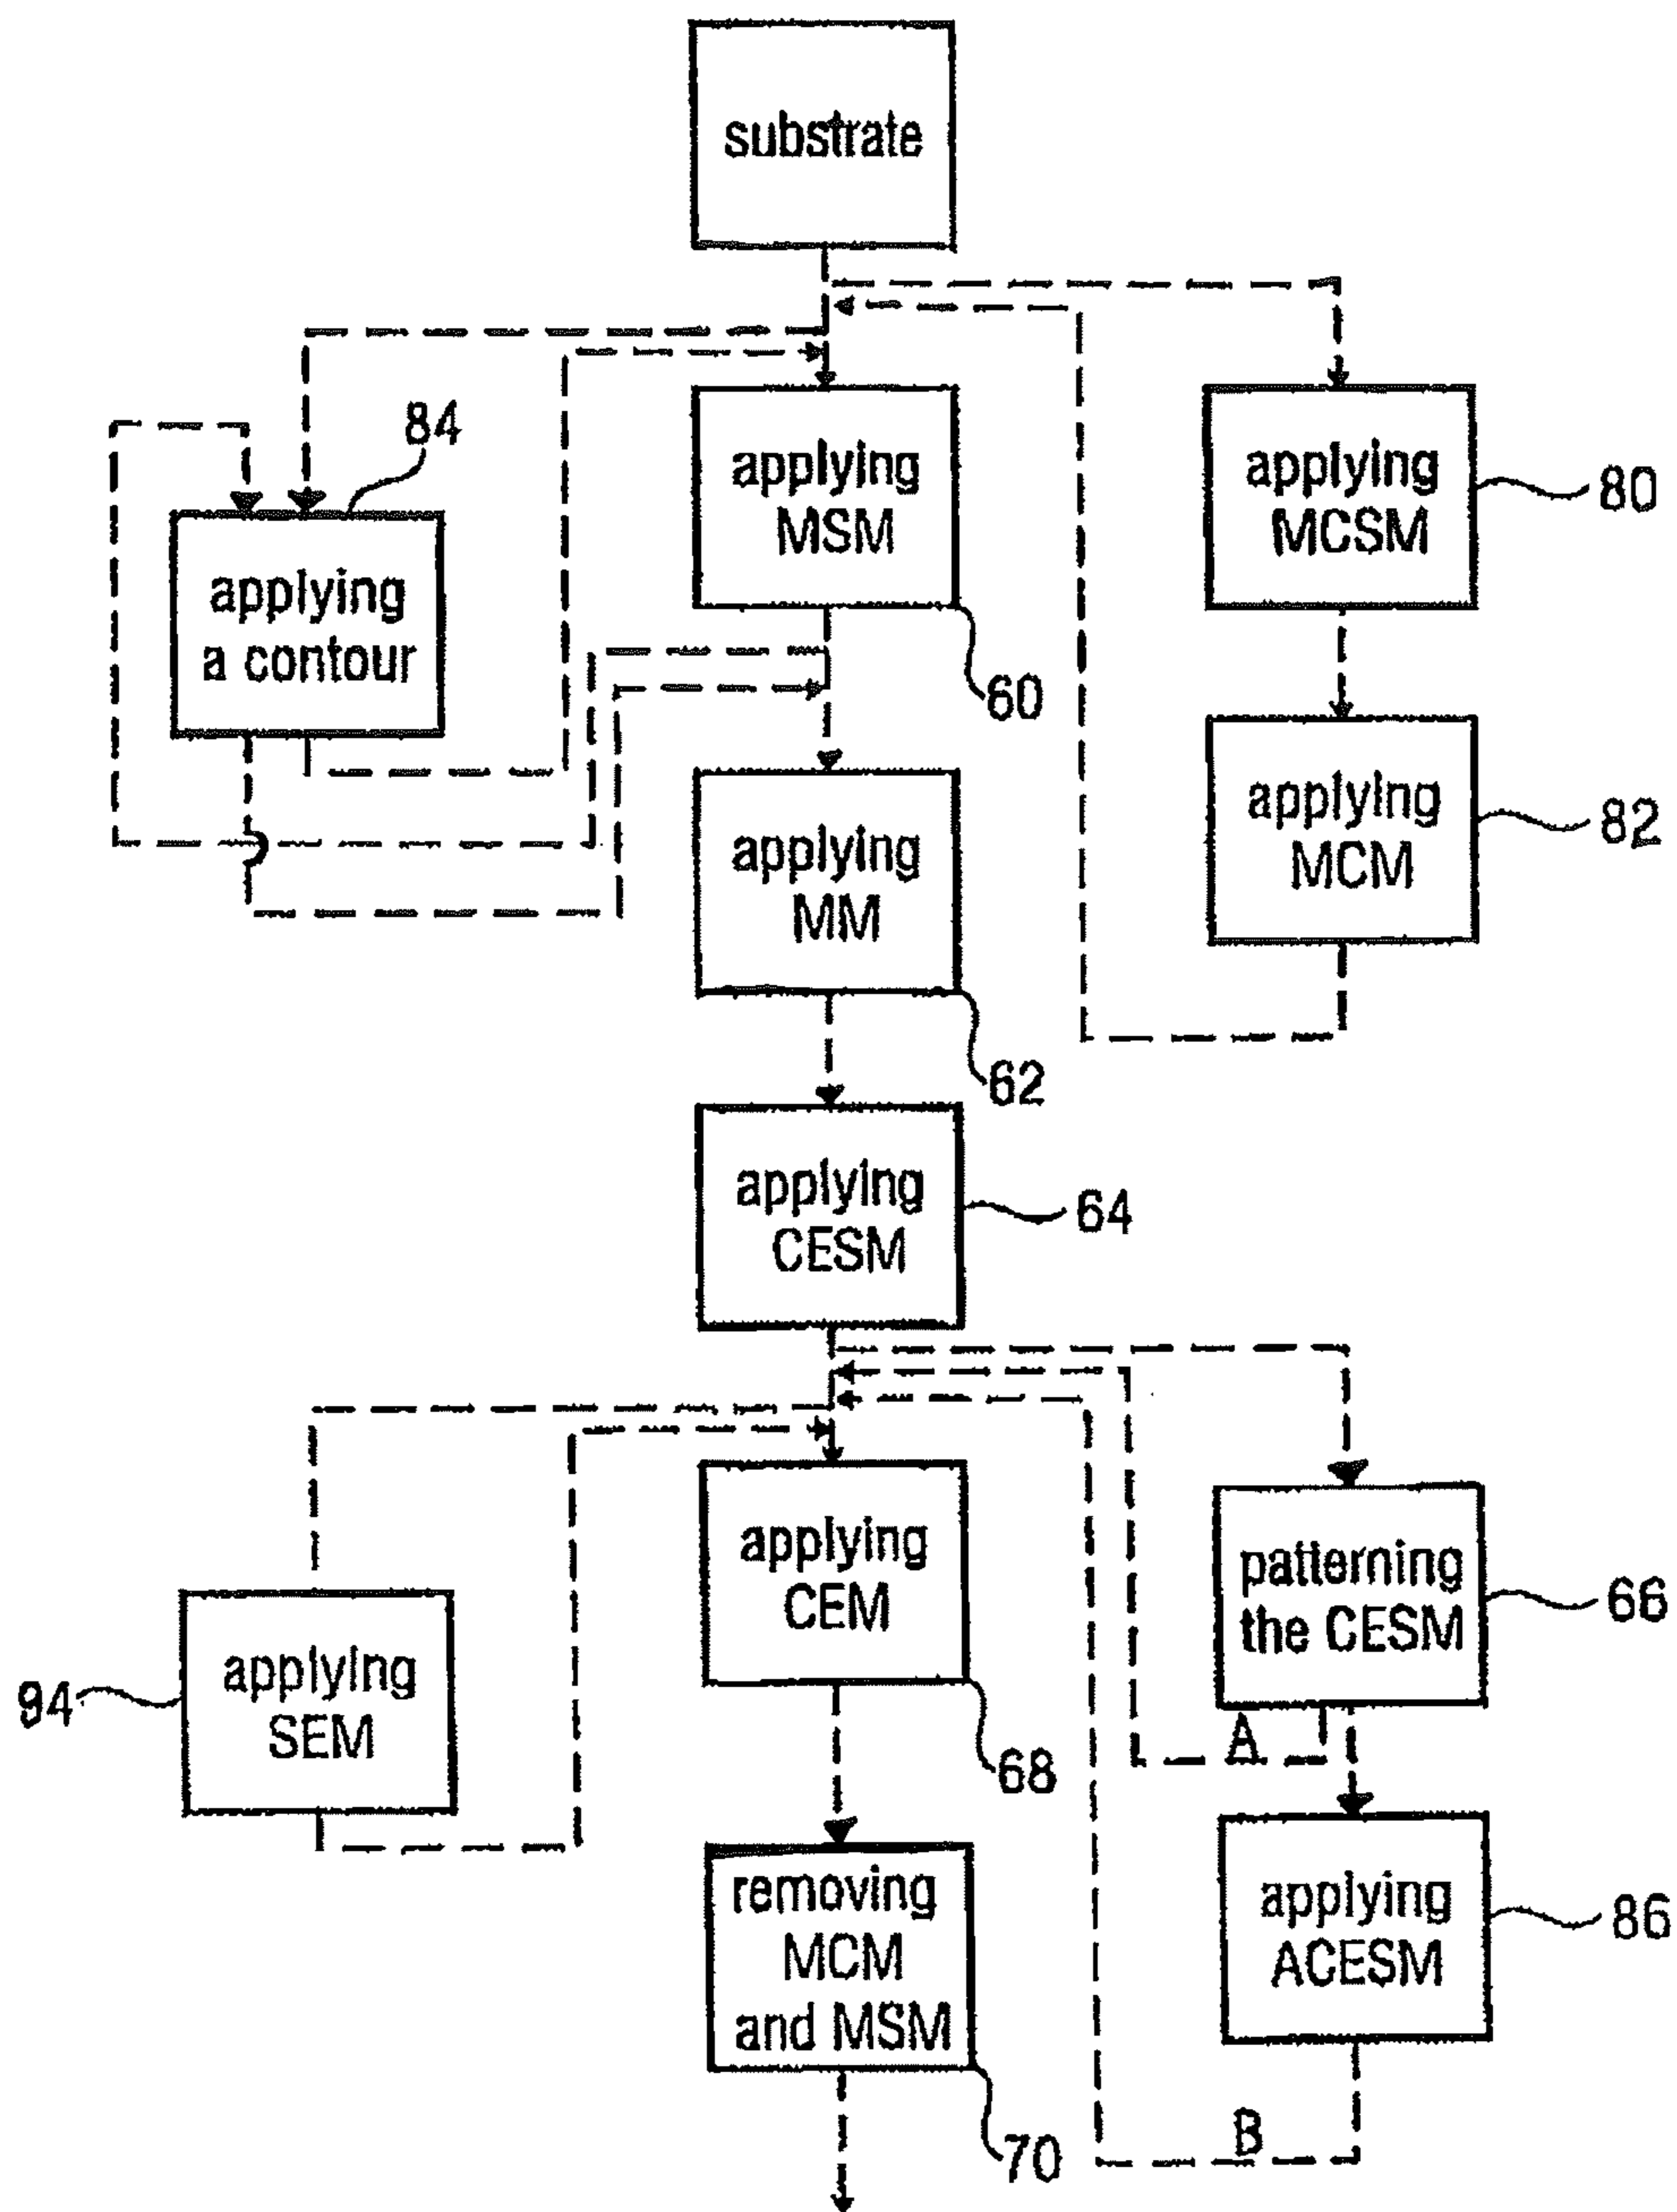 substrate
84
applying
MSM
60
applying
MCSM
80
applying
a contour
applying
MM
62
applying
MCM
82
applying
CESM
64
applying
CEM
68
patterning
the CESM
66
A
94
applying
SEM
removing
MCM
and MSM
70
applying
ACESM
86
B